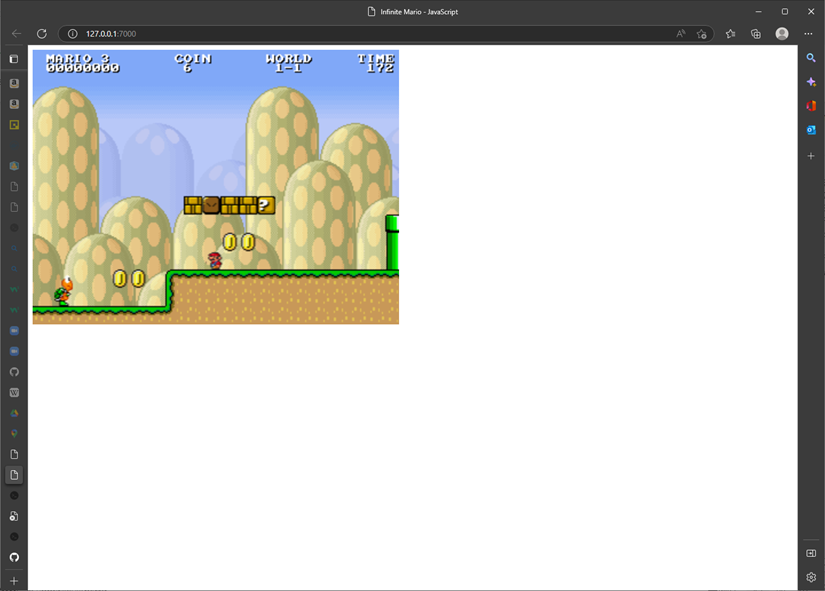 Infinite Mario - JavaScript
127.0.0.1:7000
MARIO 3 COIN WORLD TIME
00000000 6 1-1 172
?